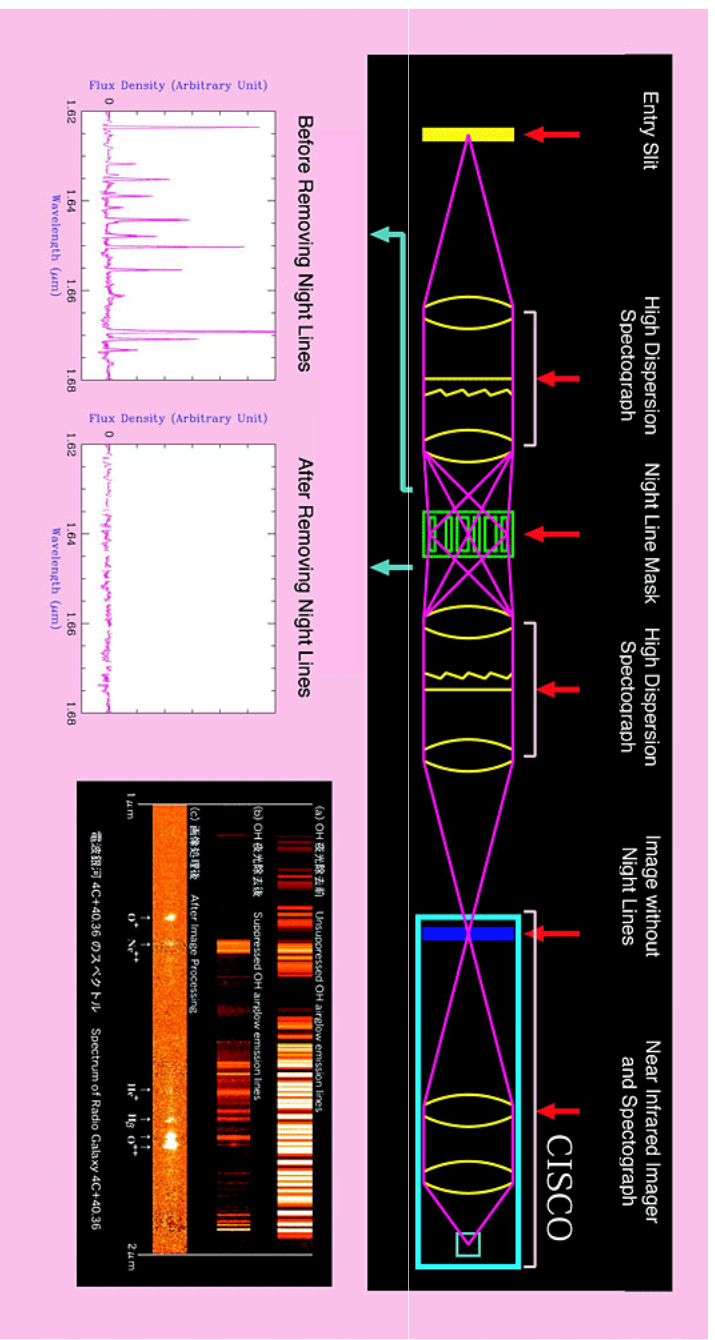 Entry Slit
High Dispersion
Spectograph
Night Line Mask
High Dispersion
Spectograph
Image without
Night Lines
Near Infrared Imager
and Spectograph
CISCO
Before Removing Night Lines
Flux Density (Arbitrary Unit)
0
1.62
1.64
1.66
1.68
Wavelength (μm)
After Removing Night Lines
Flux Density (Arbitrary Unit)
0
1.62
1.64
1.66
1.68
Wavelength (μm)
(a) OH 夜光除去前 Unsuppressed OH airglow emission lines
(b) OH 夜光除去後 Suppressed OH airglow emission lines
(c) 画像処理後 After Image Processing
O⁺ Ne⁺⁺ He⁺ Hβ O⁺⁺
1 μm 2 μm
電波銀河 4C+40.36 のスペクトル Spectrum of Radio Galaxy 4C+40.36